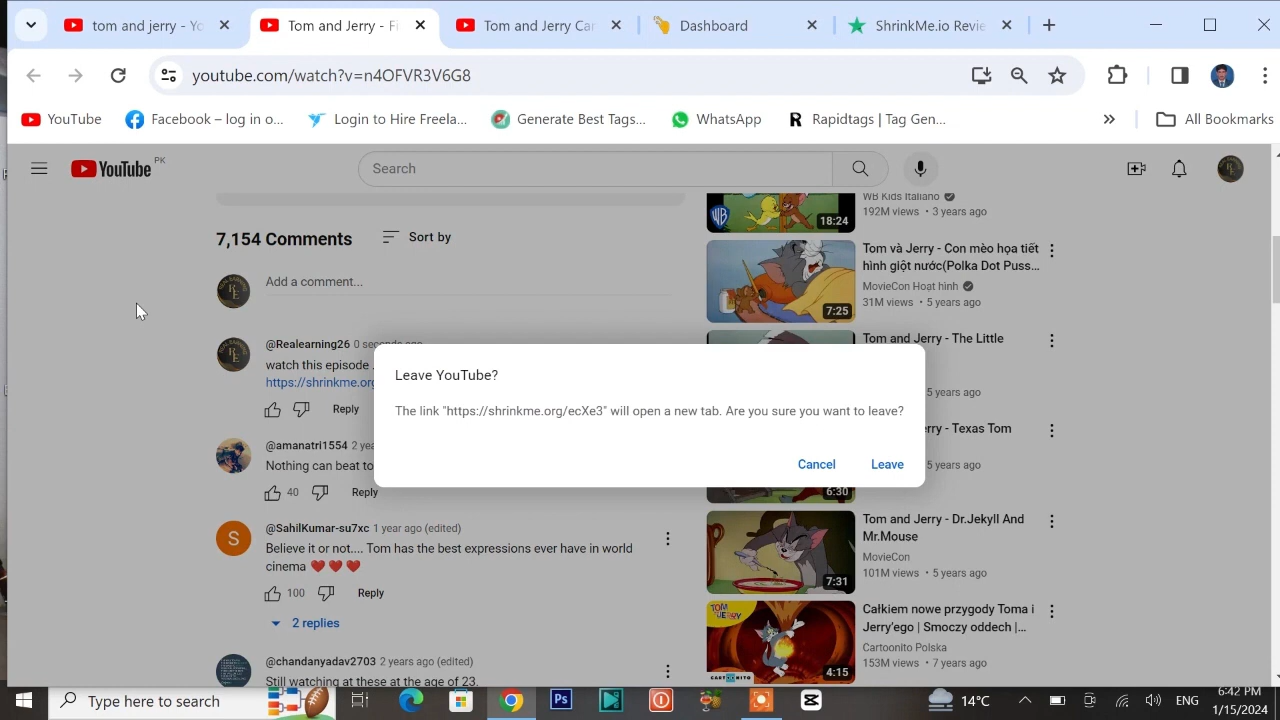 tom and jerry - Yo
Tom and Jerry - Fi
Tom and Jerry Car
Dashboard
ShrinkMe.io Revie
youtube.com/watch?v=n4OFVR3V6G8
YouTube
Facebook – log in o...
Login to Hire Freela...
Generate Best Tags...
WhatsApp
R Rapidtags | Tag Gen...
All Bookmarks
YouTube PK
Search
7,154 Comments
Sort by
Add a comment...
@Realearning26 0 seconds ago
watch this episode .
https://shrinkme.org
Reply
@amanatri1554 2 yea
Nothing can beat to
40
Reply
@SahilKumar-su7xc 1 year ago (edited)
Believe it or not.... Tom has the best expressions ever have in world
cinema ❤️ ❤️ ❤️
100
Reply
2 replies
@chandanyadav2703 2 years ago (edited)
Still watching at these at the age of 23.
Leave YouTube?
The link "https://shrinkme.org/ecXe3" will open a new tab. Are you sure you want to leave?
Cancel
Leave
18:24
WB Kids Italiano
192M views • 3 years ago
7:25
Tom và Jerry - Con mèo họa tiết
hình giột nước(Polka Dot Puss...
MovieCon Hoạt hình
31M views • 5 years ago
Tom and Jerry - The Little
5 years ago
rry - Texas Tom
5 years ago
6:30
7:31
Tom and Jerry - Dr.Jekyll And
Mr.Mouse
MovieCon
101M views • 5 years ago
TOM and JERRY
CARTOONITO
4:15
Całkiem nowe przygody Toma i
Jerry'ego | Smoczy oddech |...
Cartoonito Polska
153M views • 7 years ago
Type here to search
14°C
ENG
6:42 PM
1/15/2024